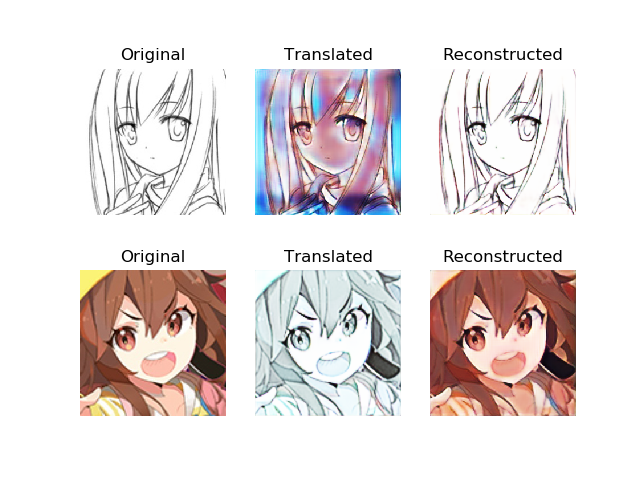 Original
Translated
Reconstructed
Original
Translated
Reconstructed